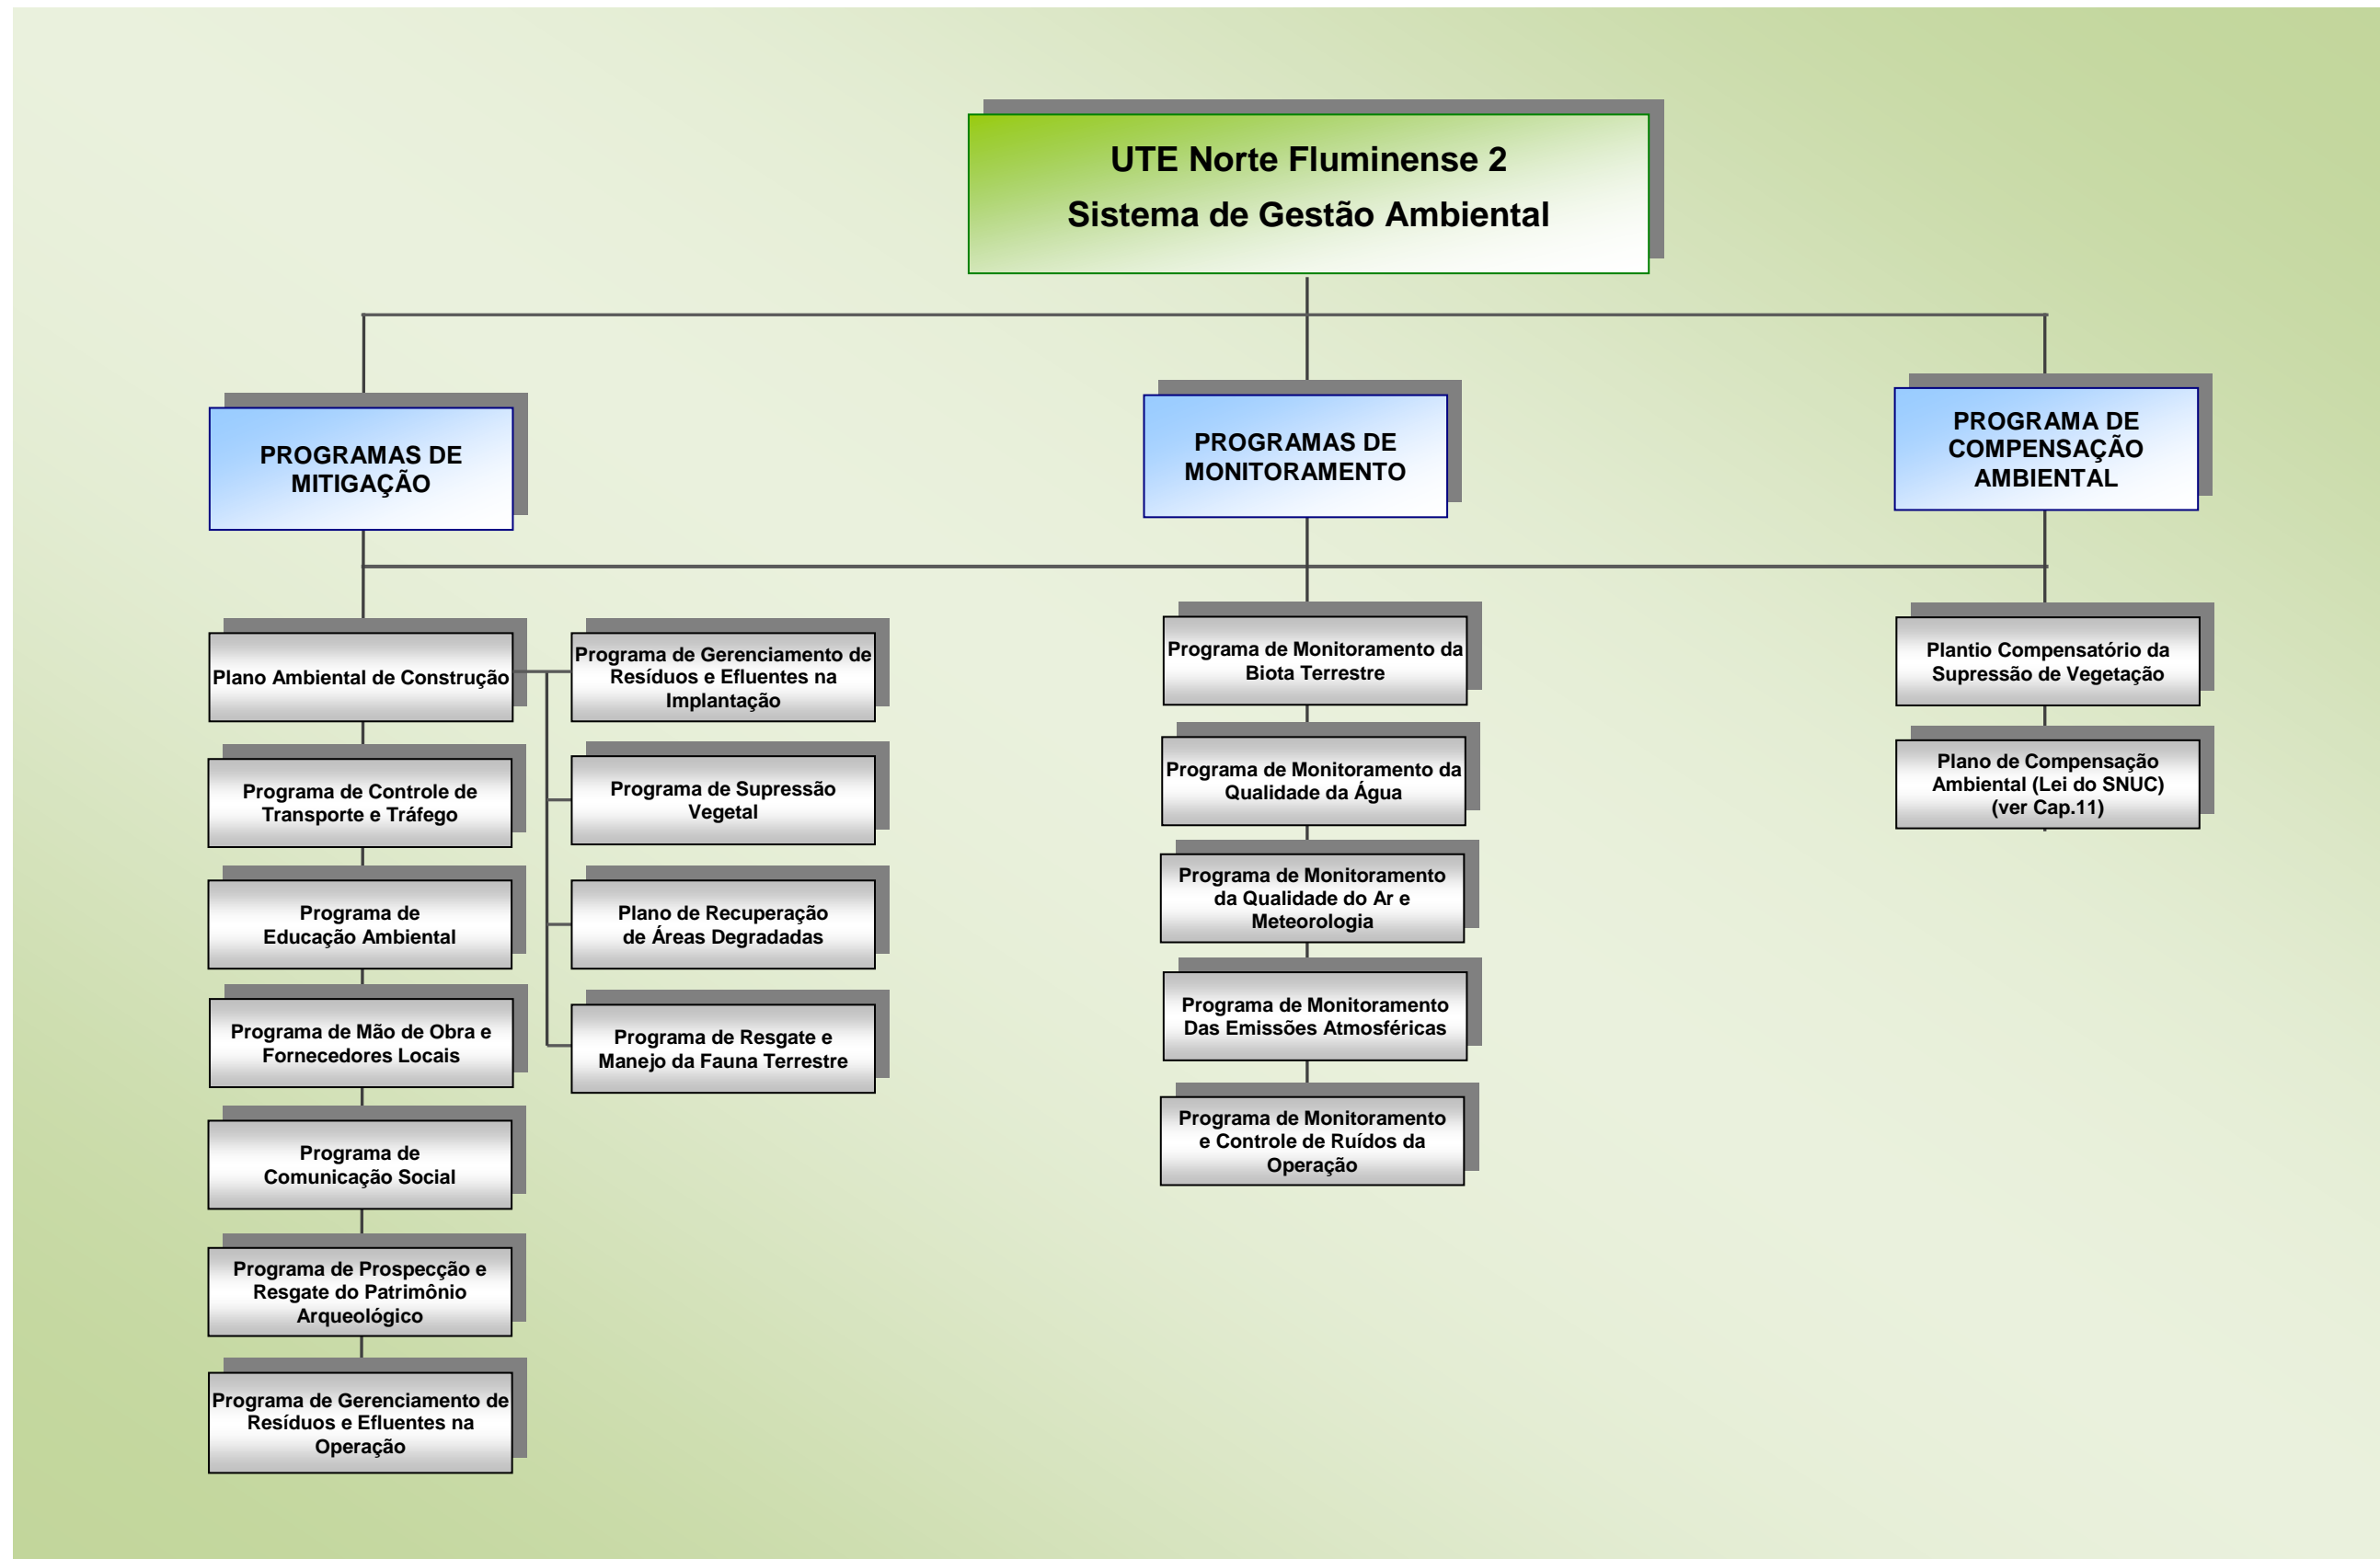 UTE Norte Fluminense 2
Sistema de Gestão Ambiental
PROGRAMAS DE
MITIGAÇÃO
PROGRAMAS DE
MONITORAMENTO
PROGRAMA DE
COMPENSAÇÃO
AMBIENTAL
Plano Ambiental de Construção
Programa de Controle de
Transporte e Tráfego
Programa de
Educação Ambiental
Programa de Mão de Obra e
Fornecedores Locais
Programa de
Comunicação Social
Programa de Prospecção e
Resgate do Patrimônio
Arqueológico
Programa de Gerenciamento de
Resíduos e Efluentes na
Operação
Programa de Gerenciamento de
Resíduos e Efluentes na
Implantação
Programa de Supressão
Vegetal
Plano de Recuperação
de Áreas Degradadas
Programa de Resgate e
Manejo da Fauna Terrestre
Programa de Monitoramento da
Biota Terrestre
Programa de Monitoramento da
Qualidade da Água
Programa de Monitoramento
da Qualidade do Ar e
Meteorologia
Programa de Monitoramento
Das Emissões Atmosféricas
Programa de Monitoramento
e Controle de Ruídos da
Operação
Plantio Compensatório da
Supressão de Vegetação
Plano de Compensação
Ambiental (Lei do SNUC)
(ver Cap.11)